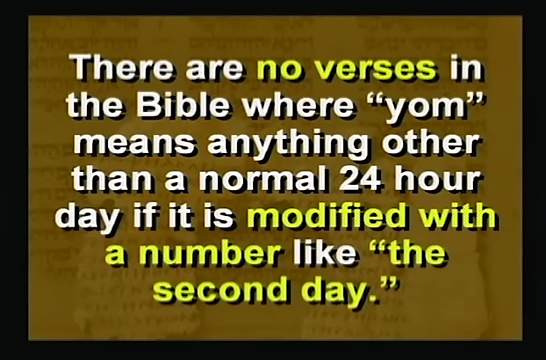 There are no verses in
the Bible where “yom”
means anything other
than a normal 24 hour
day if it is modified with
a number like “the
second day.”